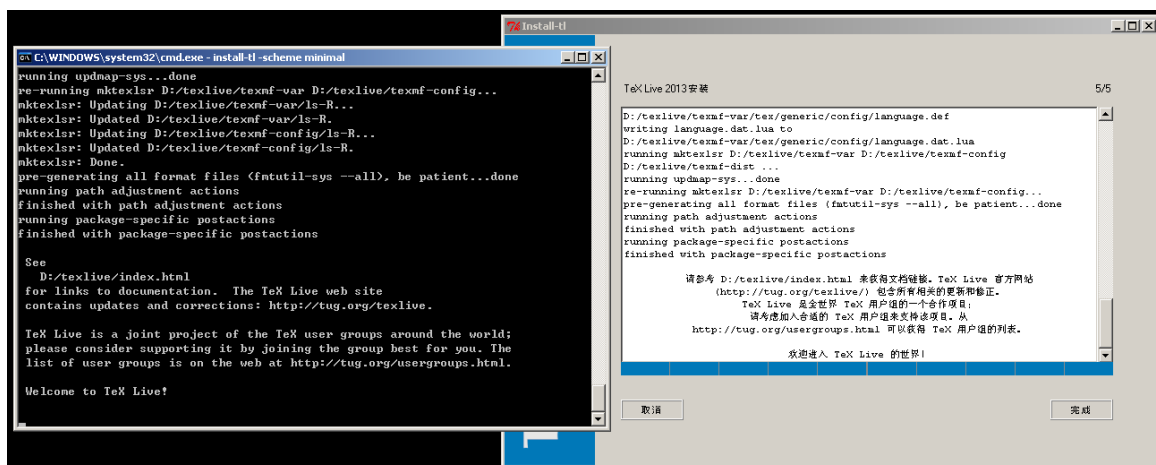 Install-tl
C:\WINDOWS\system32\cmd.exe - install-tl -scheme minimal
running updmap-sys...done
re-running mktexlsr D:/texlive/texmf-var D:/texlive/texmf-config...
mktexlsr: Updating D:/texlive/texmf-var/ls-R...
mktexlsr: Updated D:/texlive/texmf-var/ls-R.
mktexlsr: Updating D:/texlive/texmf-config/ls-R...
mktexlsr: Updated D:/texlive/texmf-config/ls-R.
mktexlsr: Done.
pre-generating all format files (fmtutil-sys --all), be patient...done
running path adjustment actions
finished with path adjustment actions
running package-specific postactions
finished with package-specific postactions
See
D:/texlive/index.html
for links to documentation.  The TeX Live web site
contains updates and corrections: http://tug.org/texlive.
TeX Live is a joint project of the TeX user groups around the world;
please consider supporting it by joining the group best for you. The
list of user groups is on the web at http://tug.org/usergroups.html.
Welcome to TeX Live!
TeX Live 2013安装
5/5
D:/texlive/texmf-var/tex/generic/config/language.def
writing language.dat.lua to
D:/texlive/texmf-var/tex/generic/config/language.dat.lua
running mktexlsr D:/texlive/texmf-var D:/texlive/texmf-config
D:/texlive/texmf-dist ...
running updmap-sys...done
re-running mktexlsr D:/texlive/texmf-var D:/texlive/texmf-config...
pre-generating all format files (fmtutil-sys --all), be patient...done
running path adjustment actions
finished with path adjustment actions
running package-specific postactions
finished with package-specific postactions
请参考 D:/texlive/index.html 来获得文档链接。TeX Live 官方网站
(http://tug.org/texlive/) 包含所有相关的更新和修正。
TeX Live 是全世界 TeX 用户组的一个合作项目;
请考虑加入合适的 TeX 用户组来支持该项目。从
http://tug.org/usergroups.html 可以获得 TeX 用户组的列表。
欢迎进入 TeX Live 的世界!
取消
完成